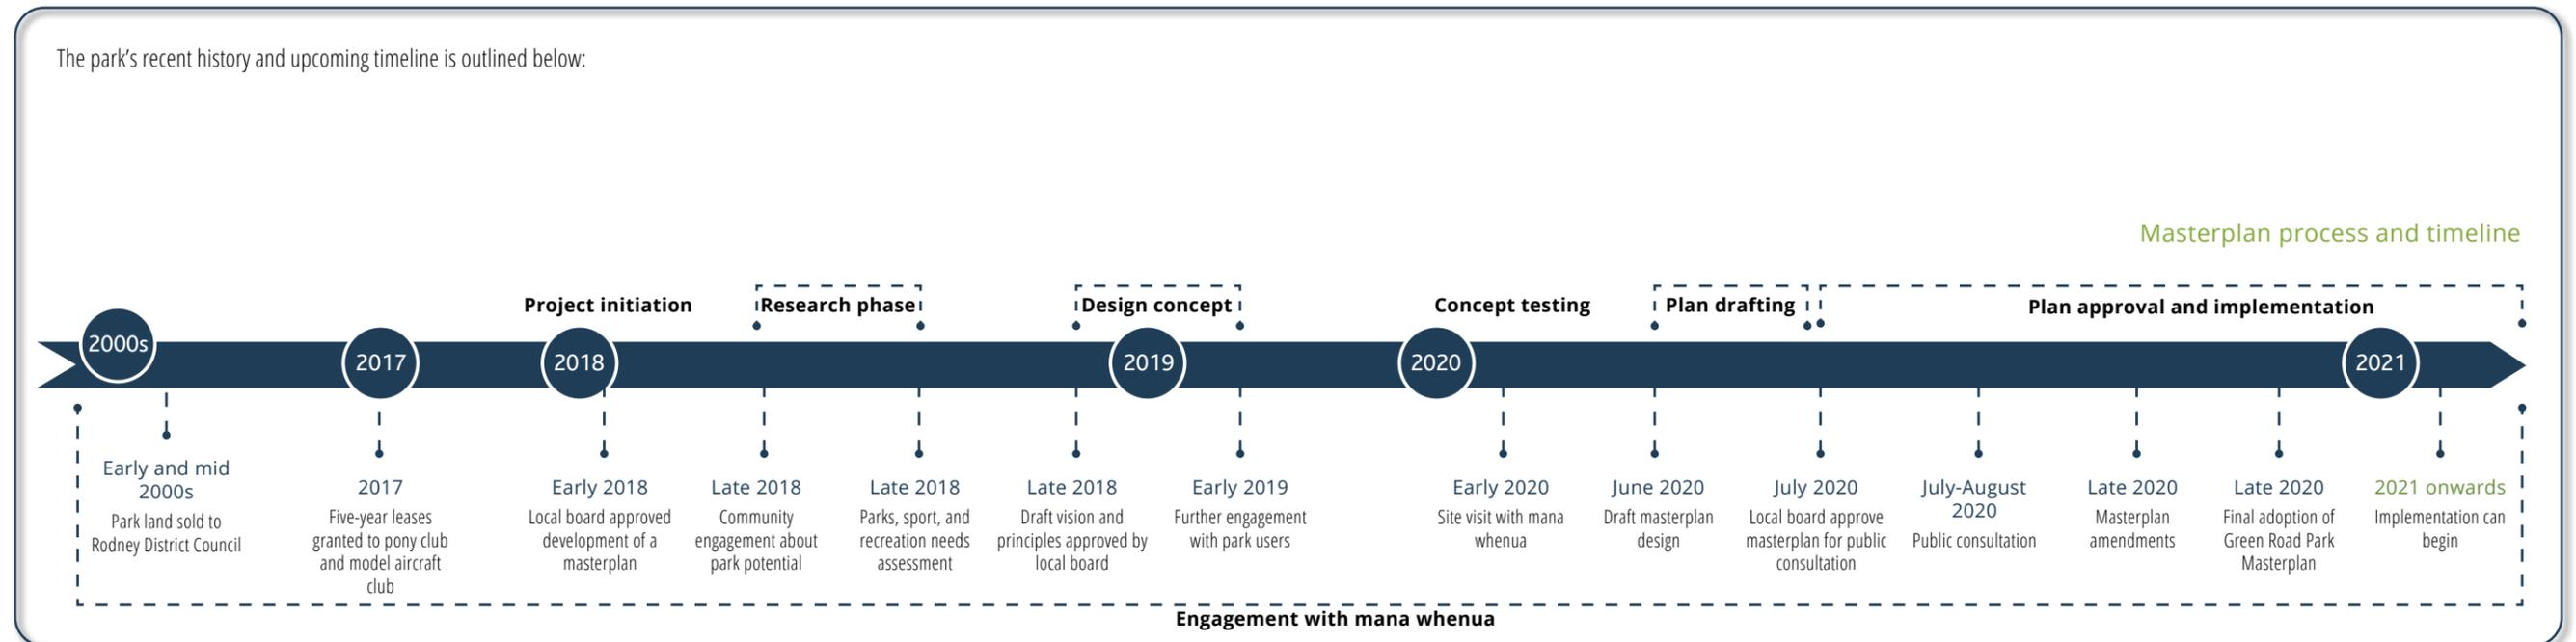 The park's recent history and upcoming timeline is outlined below:
Masterplan process and timeline
Project initiation
Research phase
Design concept
Concept testing
Plan drafting
Plan approval and implementation
2000s
2017
2018
2019
2020
2021
Early and mid
2000s
Park land sold to
Rodney District Council
2017
Five-year leases
granted to pony club
and model aircraft
club
Early 2018
Local board approved
development of a
masterplan
Late 2018
Community
engagement about
park potential
Late 2018
Parks, sport, and
recreation needs
assessment
Late 2018
Draft vision and
principles approved by
local board
Early 2019
Further engagement
with park users
Early 2020
Site visit with mana
whenua
June 2020
Draft masterplan
design
July 2020
Local board approve
masterplan for public
consultation
July-August
2020
Public consultation
Late 2020
Masterplan
amendments
Late 2020
Final adoption of
Green Road Park
Masterplan
2021 onwards
Implementation can
begin
Engagement with mana whenua